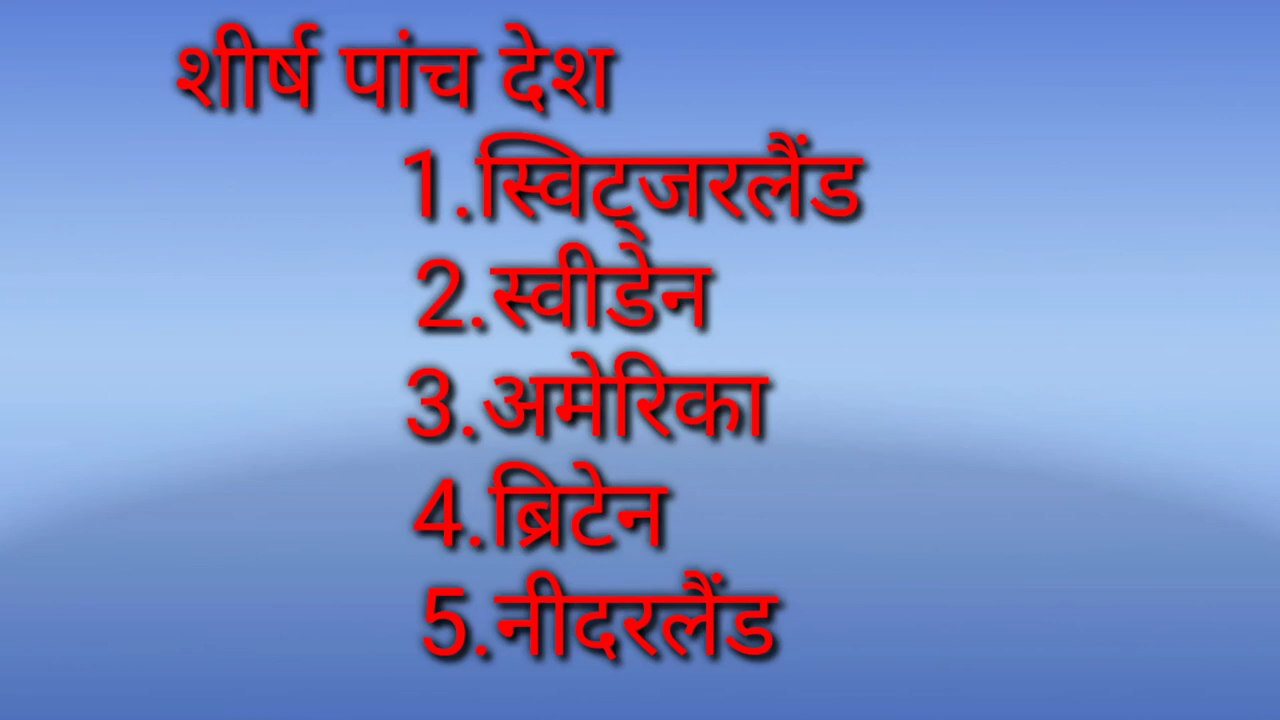 शीर्ष पांच देश
1.स्विट्जरलैंड
2.स्वीडेन
3.अमेरिका
4.ब्रिटेन
5.नीदरलैंड